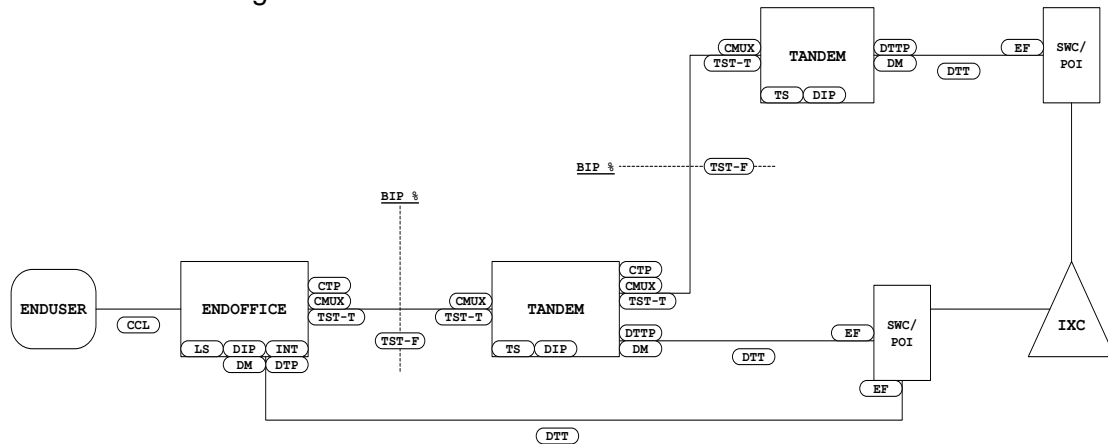 g
CMUX
TST-T
TANDEM
TS DIP
DTTP
DM
DTT
EF
SWC/
POI
BIP %
TST-F
BIP %
TST-F
ENDUSER
CCL
ENDOFFICE
LS DIP INT
DM DTP
CTP
CMUX
TST-T
CMUX
TST-T
TANDEM
TS DIP
CTP
CMUX
TST-T
DTTP
DM
DTT
EF
SWC/
POI
EF
IXC
DTT